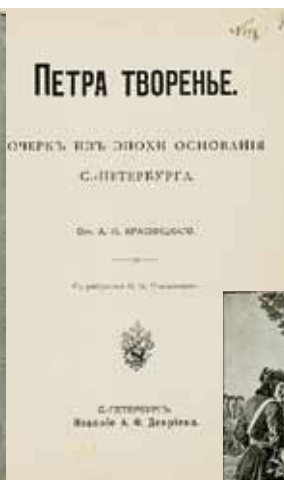 ПЕТРА ТВОРЕНЬЕ.
ОЧЕРКЪ ИЗЪ ЭПОХИ ОСНОВАНІЯ
С.-ПЕТЕРБУРГА
А. И. КРАСНИЦКАГО.
С.-ПЕТЕРБУРГЪ.
Изданіе А. Ф. Девріена.